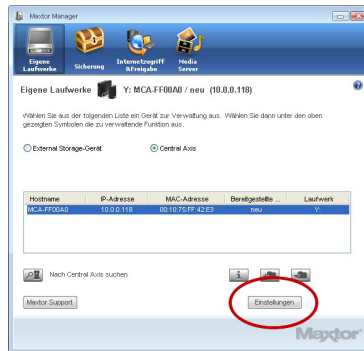 Maxtor Manager
Eigene Laufwerke
Sicherung
Internetzugriff &Freigabe
Media Server
Eigene Laufwerke Y: MCA-FF00A0 / neu (10.0.0.118)
Wählen Sie aus der folgenden Liste ein Gerät zur Verwaltung aus. Wählen Sie dann unter den oben
gezeigten Symbolen die zu verwaltende Funktion aus.
External Storage-Gerät Central Axis
Hostname IP-Adresse MAC-Adresse Bereitgestellte ... Laufwerk
MCA-FF00A0 10.0.0.118 00:10:75:FF:42:E3 neu Y:
Nach Central Axis suchen
Maxtor Support Einstellungen
Maxtor